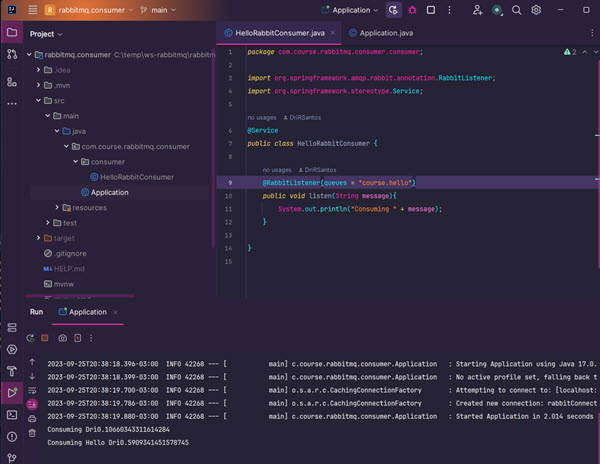 R rabbitmq.consumer
main
Application
Project
HelloRabbitConsumer.java
Application.java
rabbitmq.consumer C:\temp\ws-rabbitmq\rabbitm
.idea
.mvn
src
main
java
com.course.rabbitmq.consumer
consumer
HelloRabbitConsumer
Application
resources
test
target
.gitignore
HELP.md
mvnw
1 package com.course.rabbitmq.consumer.consumer;
2
2
3 import org.springframework.amqp.rabbit.annotation.RabbitListener;
4 import org.springframework.stereotype.Service;
5
no usages DriRSantos
6 @Service
7 public class HelloRabbitConsumer {
8
no usages DriRSantos
9 @RabbitListener(queues = "course.hello")
10 public void listen(String message){
11 System.out.println("Consuming " + message);
12 }
13
14 }
15
Run
Application
2023-09-25T20:38:18.396-03:00 INFO 42268 --- [ main] c.course.rabbitmq.consumer.Application : Starting Application using Java 17.0.
2023-09-25T20:38:18.399-03:00 INFO 42268 --- [ main] c.course.rabbitmq.consumer.Application : No active profile set, falling back t
2023-09-25T20:38:19.700-03:00 INFO 42268 --- [ main] o.s.a.r.c.CachingConnectionFactory : Attempting to connect to: [localhost:
2023-09-25T20:38:19.786-03:00 INFO 42268 --- [ main] o.s.a.r.c.CachingConnectionFactory : Created new connection: rabbitConnect
2023-09-25T20:38:19.880-03:00 INFO 42268 --- [ main] c.course.rabbitmq.consumer.Application : Started Application in 2.014 seconds
Consuming Dri0.10660343311614284
Consuming Hello Dri0.5909341451578745